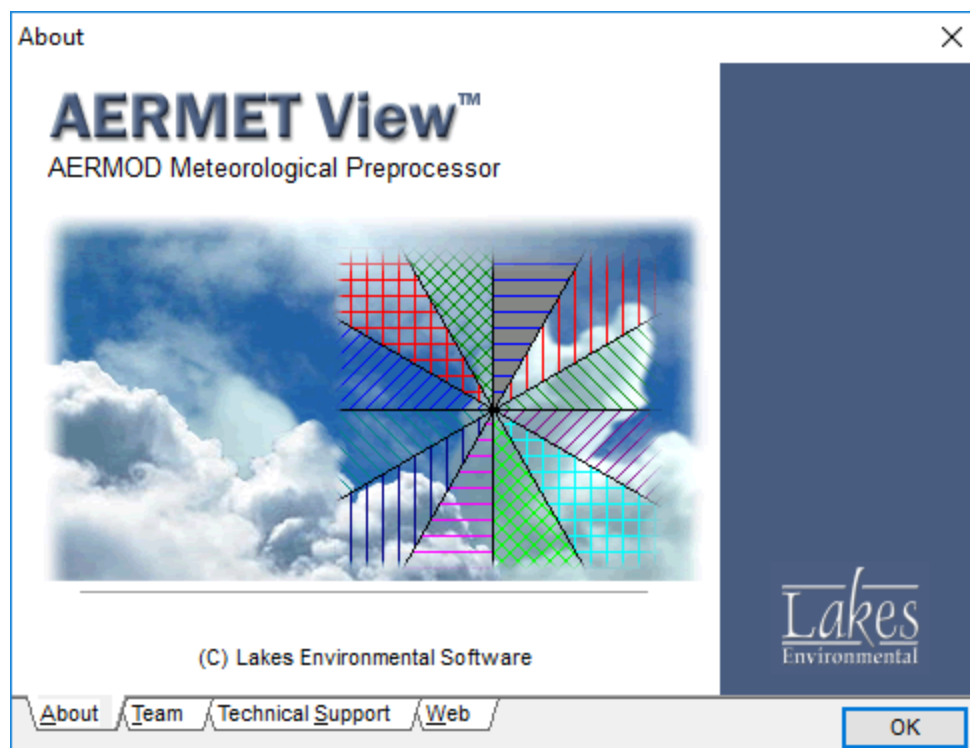 About
AERMET View™
AERMOD Meteorological Preprocessor
Lakes
Environmental
(C) Lakes Environmental Software
About Team Technical Support Web
OK